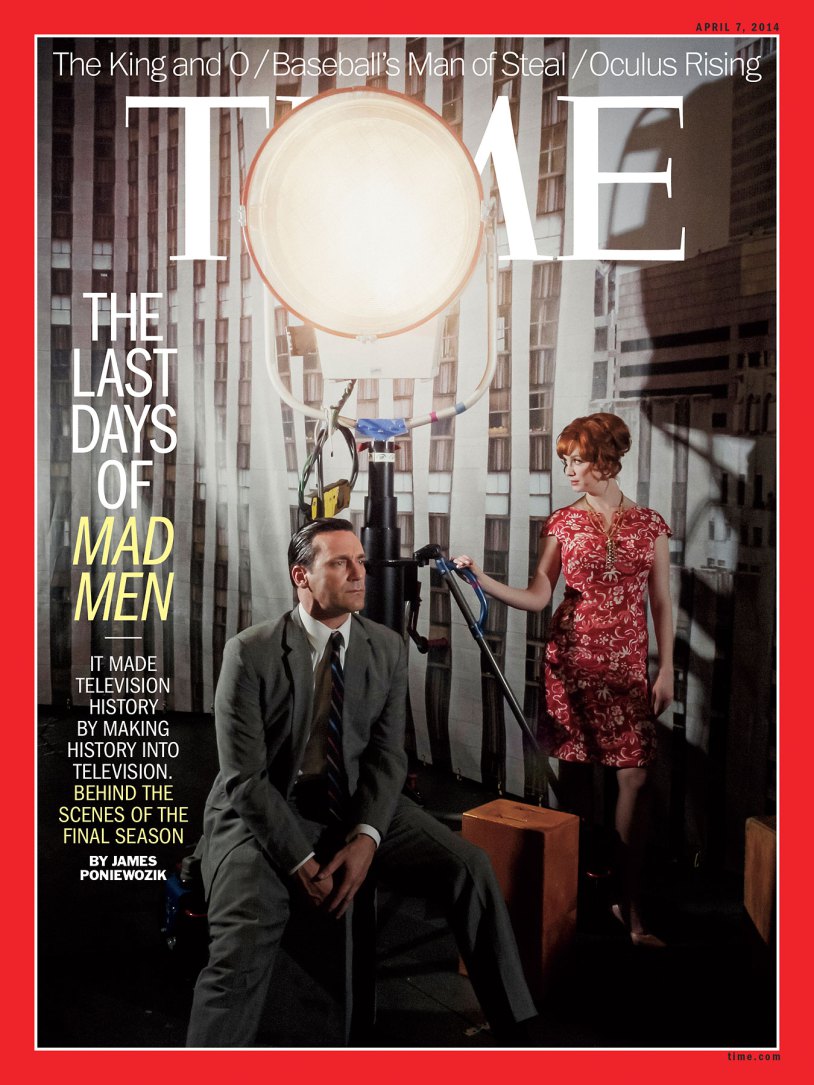 APRIL 7, 2014
The King and O/Baseball's Man of Steal/Oculus Rising
TIME
THE
LAST
DAYS
OF
MAD
MEN
IT MADE
TELEVISION
HISTORY
BY MAKING
HISTORY INTO
TELEVISION.
BEHIND THE
SCENES OF THE
FINAL SEASON
BY JAMES
PONIEWOZIK
time.com